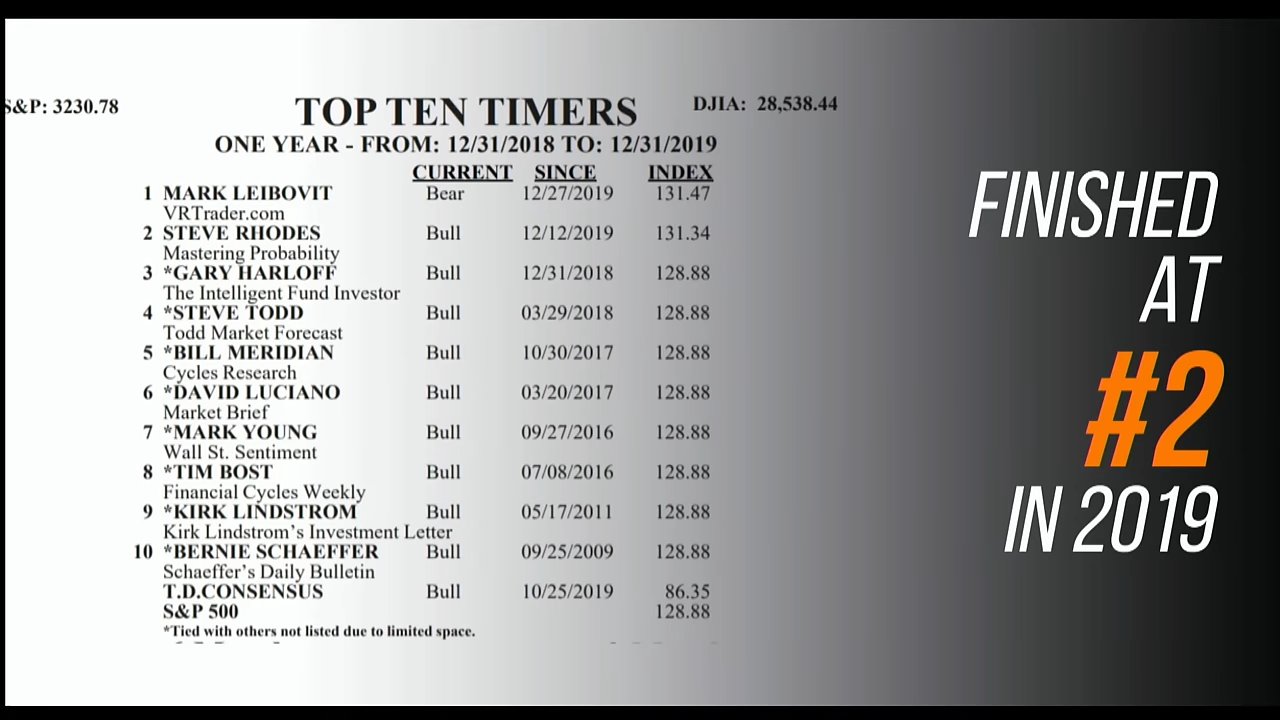 S&P: 3230.78
TOP TEN TIMERS
DJIA: 28,538.44
ONE YEAR - FROM: 12/31/2018 TO: 12/31/2019
CURRENT SINCE INDEX
1 MARK LEIBOVIT Bear 12/27/2019 131.47
VRTrader.com
2 STEVE RHODES Bull 12/12/2019 131.34
Mastering Probability
3 *GARY HARLOFF Bull 12/31/2018 128.88
The Intelligent Fund Investor
4 *STEVE TODD Bull 03/29/2018 128.88
Todd Market Forecast
5 *BILL MERIDIAN Bull 10/30/2017 128.88
Cycles Research
6 *DAVID LUCIANO Bull 03/20/2017 128.88
Market Brief
7 *MARK YOUNG Bull 09/27/2016 128.88
Wall St. Sentiment
8 *TIM BOST Bull 07/08/2016 128.88
Financial Cycles Weekly
9 *KIRK LINDSTROM Bull 05/17/2011 128.88
Kirk Lindstrom's Investment Letter
10 *BERNIE SCHAEFFER Bull 09/25/2009 128.88
Schaeffer's Daily Bulletin
T.D.CONSENSUS Bull 10/25/2019 86.35
S&P 500 128.88
*Tied with others not listed due to limited space.
FINISHED
AT
#2
IN 2019